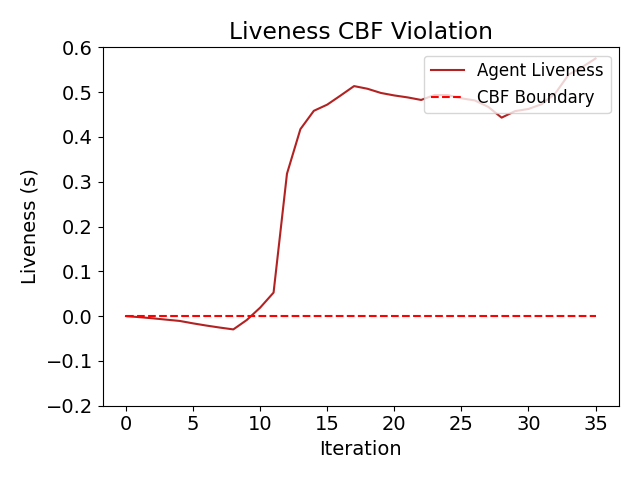 Liveness CBF Violation
Agent Liveness
CBF Boundary
0.6
0.5
0.4
0.3
0.2
0.1
0.0
−0.1
−0.2
Liveness (s)
0 5 10 15 20 25 30 35
Iteration